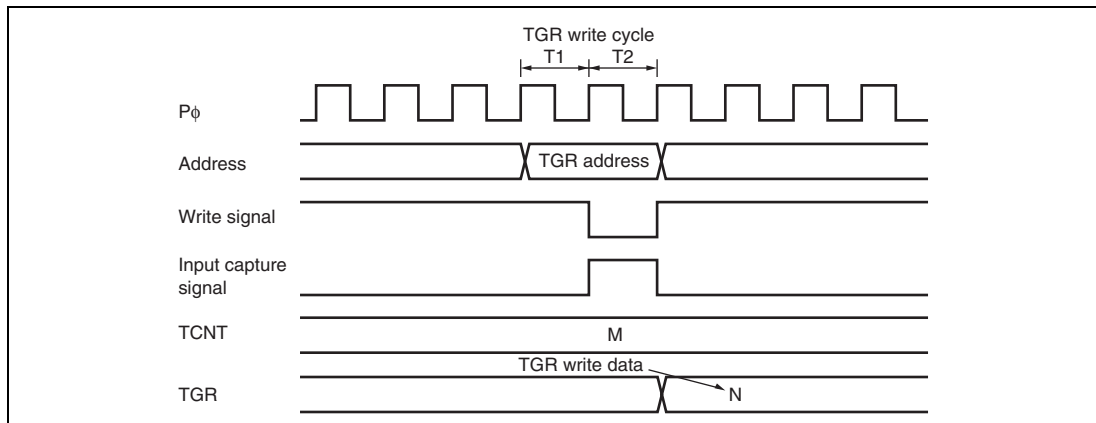 TGR write cycle
T1 T2
Pϕ
Address TGR address
Write signal
Input capture
signal
TCNT M
TGR write data
TGR N